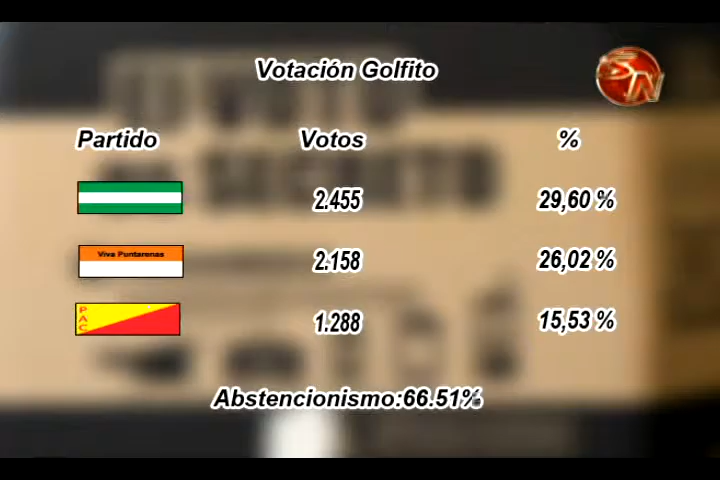 Votación Golfito
SN
Partido Votos %
2.455 29,60 %
Viva Puntarenas 2.158 26,02 %
PAC 1.288 15,53 %
Abstencionismo:66.51%